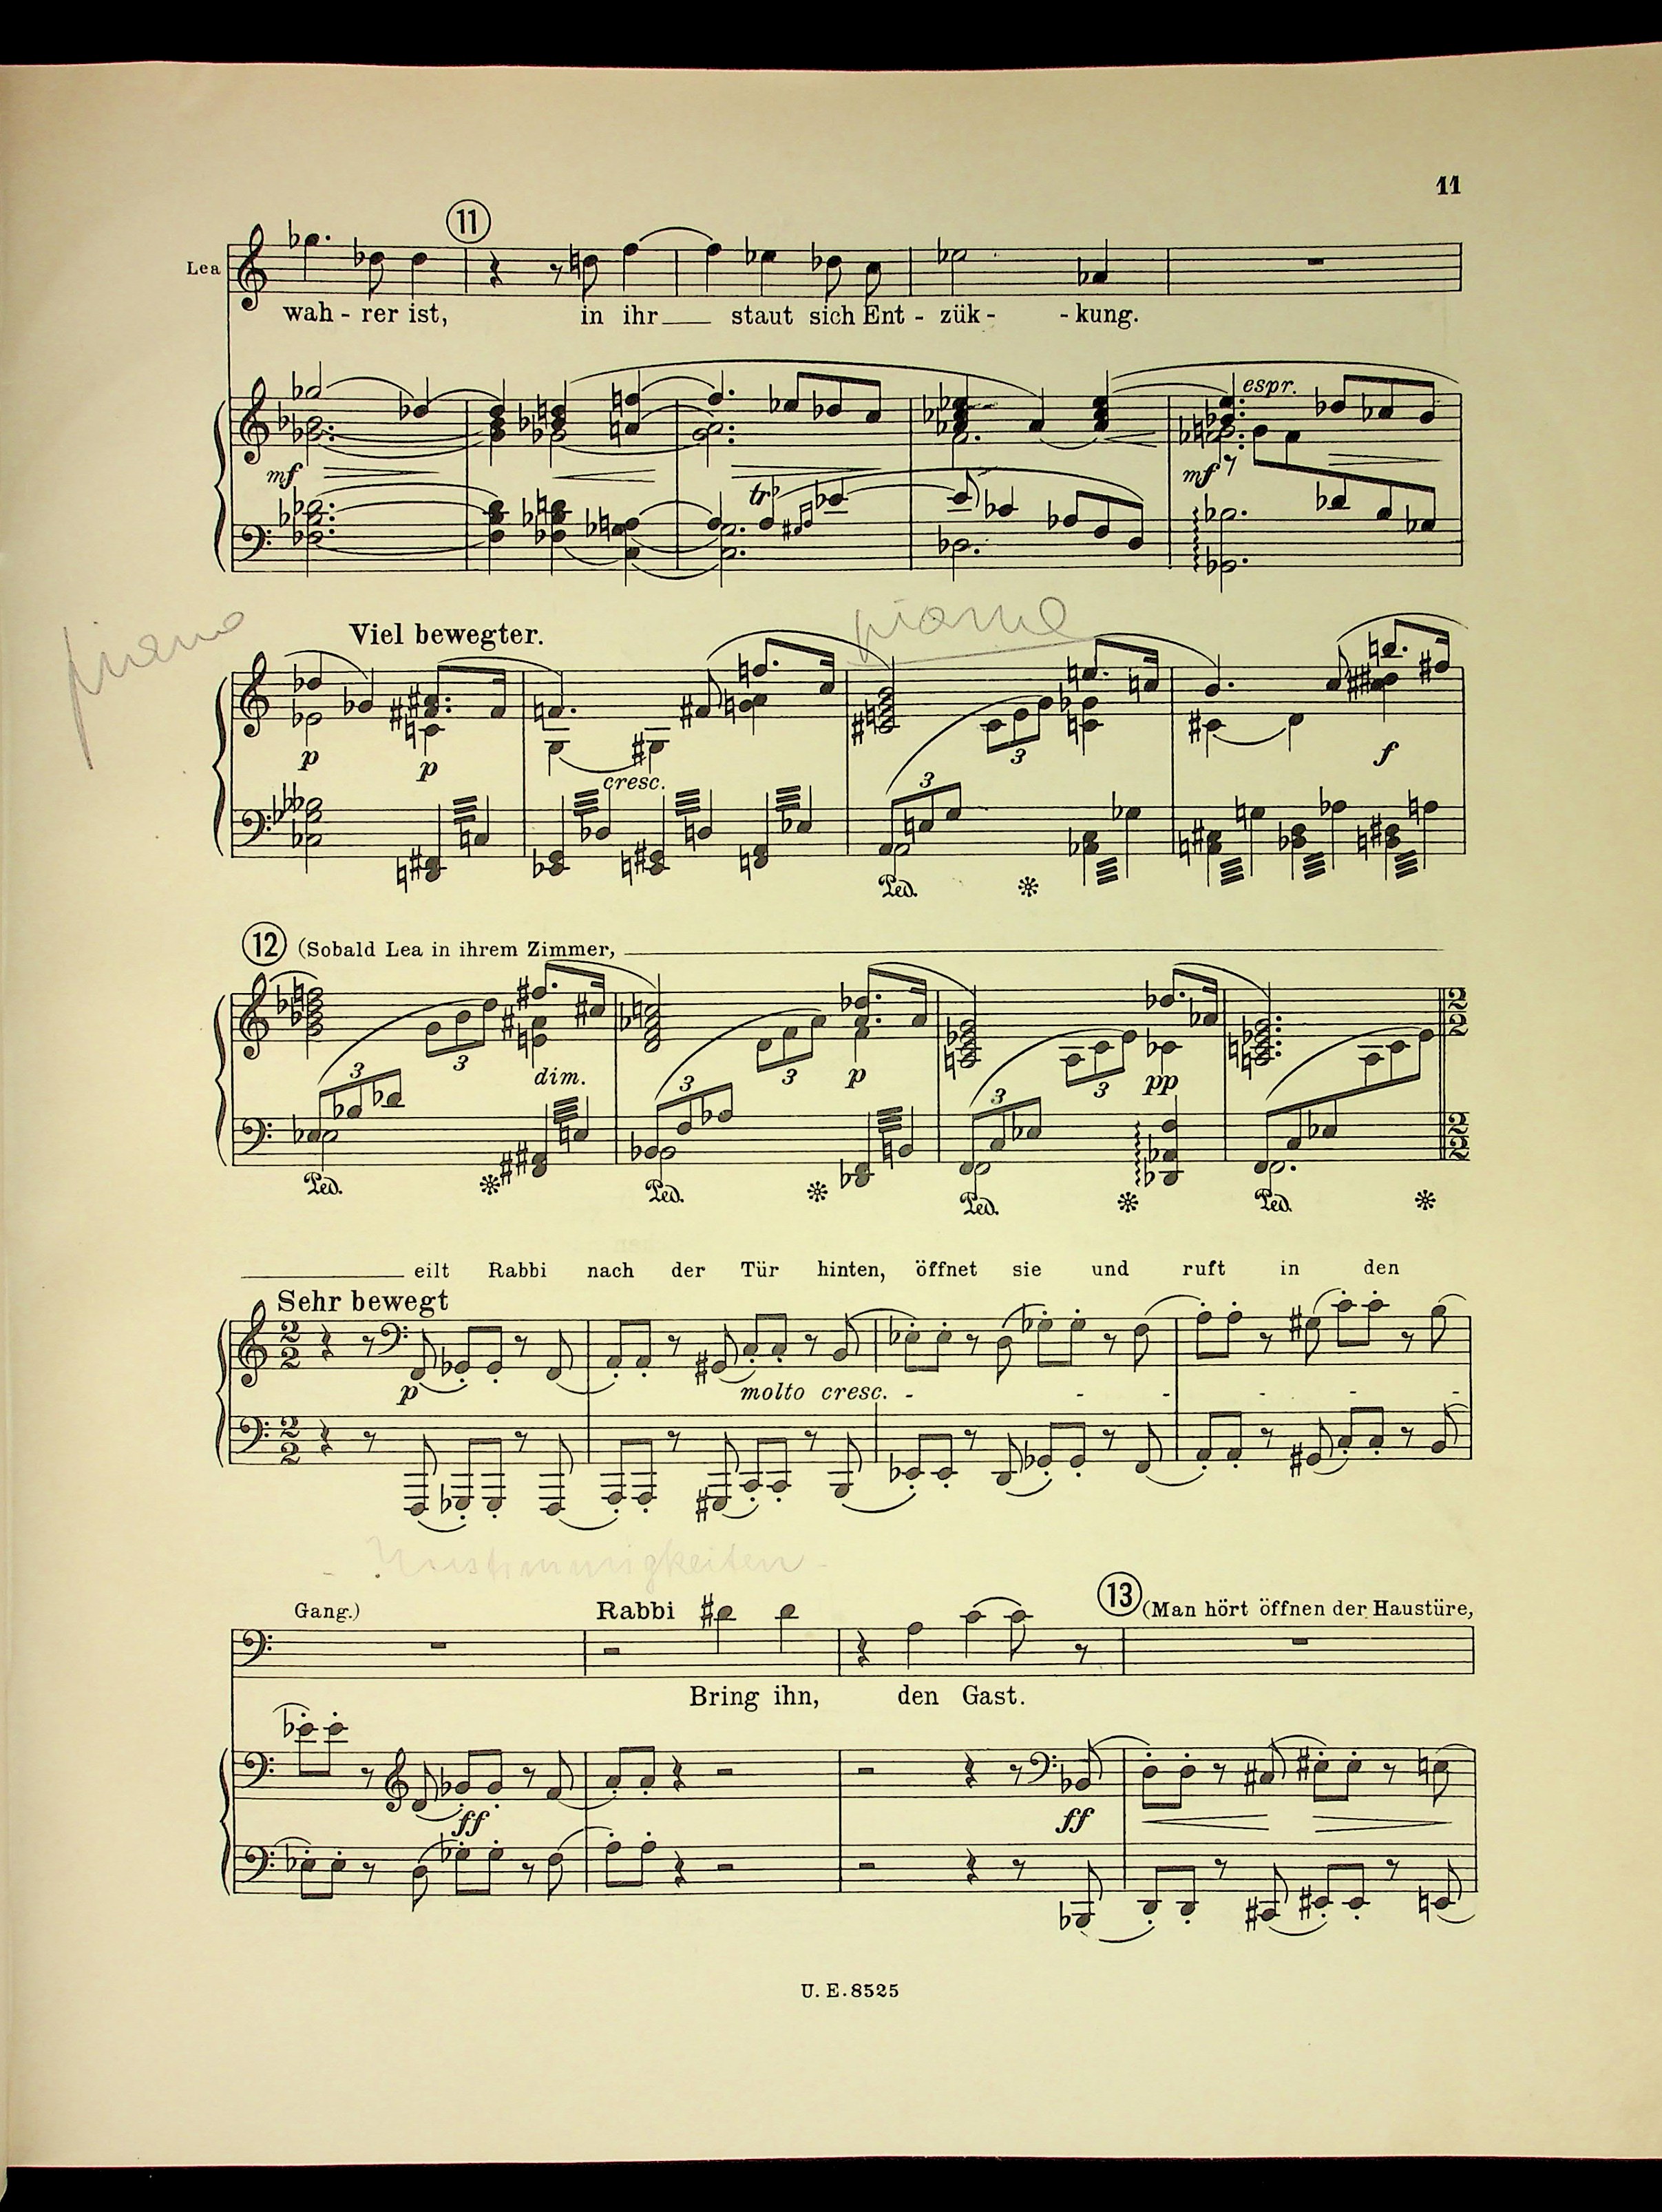 11
11
Lea
wah - rer ist, in ihr staut sich Ent - zük - - kung.
espr.
mf
trb
mf
piano
Viel bewegter.
piano
p
p
cresc.
3
3
f
Ped.
12 (Sobald Lea in ihrem Zimmer,
3
3
dim.
3
3
p
3
3
pp
Ped. Ped. Ped. Ped.
eilt Rabbi nach der Tür hinten, öffnet sie und ruft in den
Sehr bewegt
p
molto cresc. - - - - - -
Unstimmigkeiten
Gang.) Rabbi 13 (Man hört öffnen der Haustüre,
Bring ihn, den Gast.
ff
ff
U. E. 8525